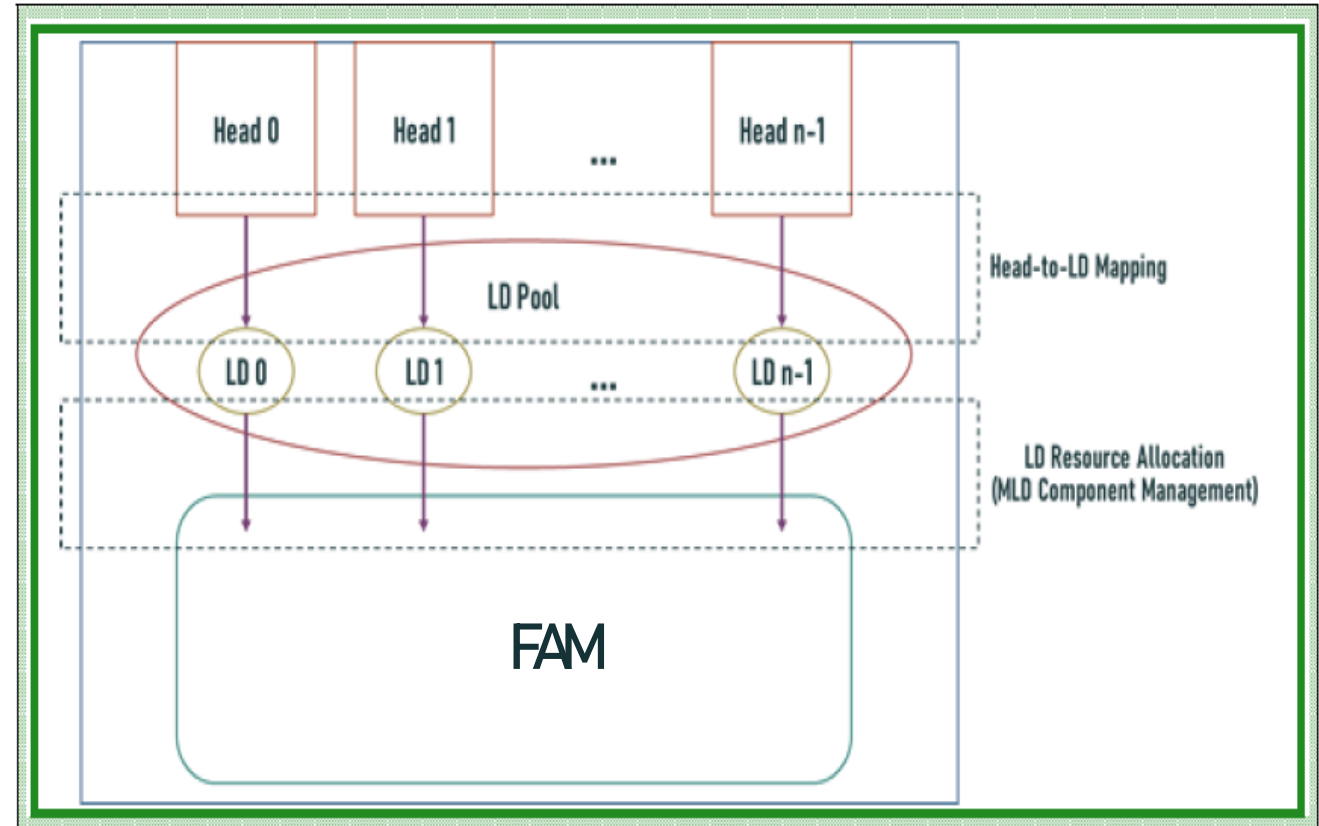 Head 0
Head 1
...
Head n-1
Head-to-LD Mapping
LD Pool
LD 0
LD 1
...
LD n-1
LD Resource Allocation
(MLD Component Management)
FAM